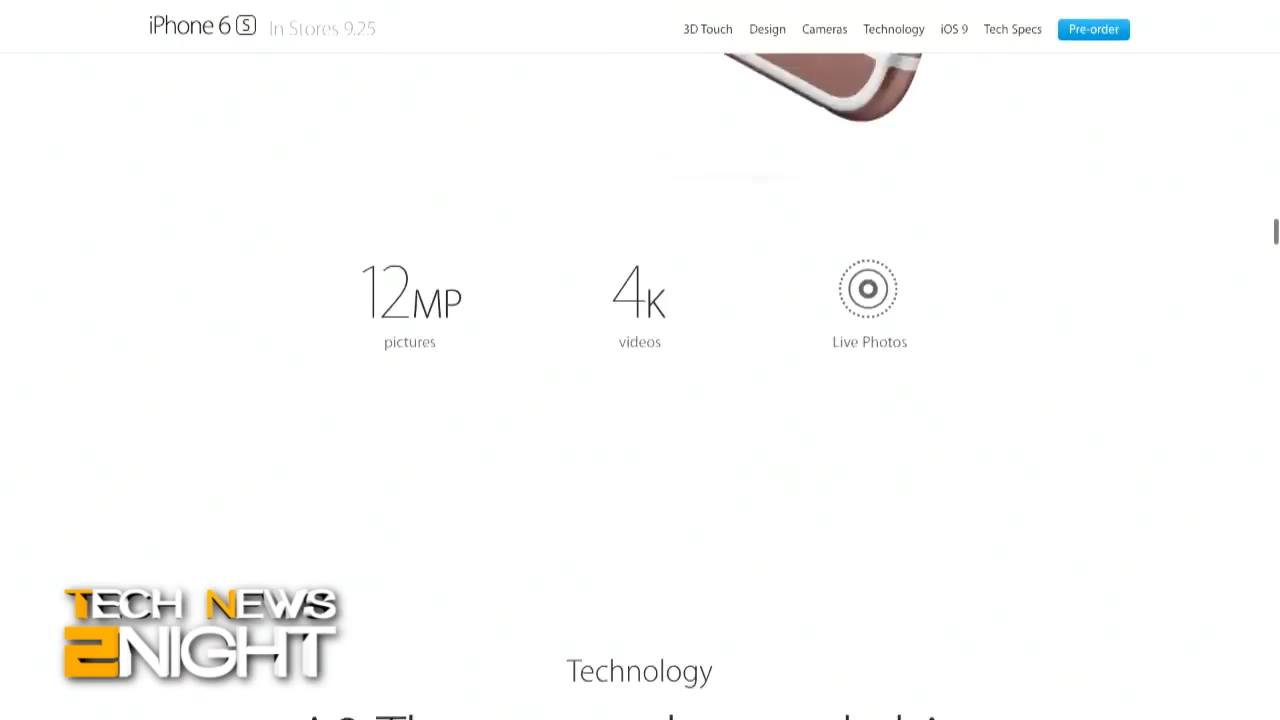 iPhone 6 S In Stores 9.25
3D Touch Design Cameras Technology iOS 9 Tech Specs Pre-order
12MP 4K
pictures videos Live Photos
TECH NEWS
2NIGHT
Technology